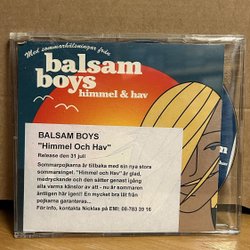 Med sommarhälsningar från
balsam
boys
himmel & hav
BALSAM BOYS
"Himmel Och Hav"
Release den 31 juli
Sommarpojkarna är tillbaka med sin nya stora
sommarsingel. "Himmel och Hav" är glad,
medryckande och den sätter genast igång
alla varma känslor av att - nu är sommaren
äntligen här igen!! En mycket bra låt från
pojkarna garanteras...
För info, kontakta Nicklas på EMI: 08-783 39 16